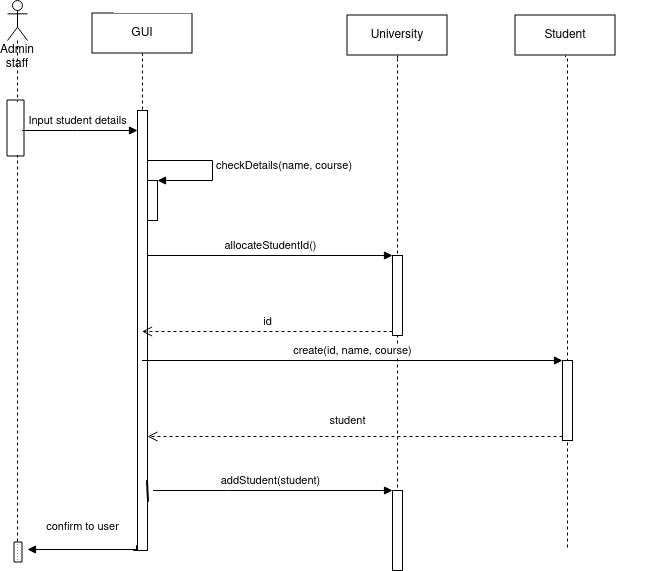 GUI
University
Student
Admin
staff
Input student details
checkDetails(name, course)
allocateStudentId()
id
create(id, name, course)
student
addStudent(student)
confirm to user